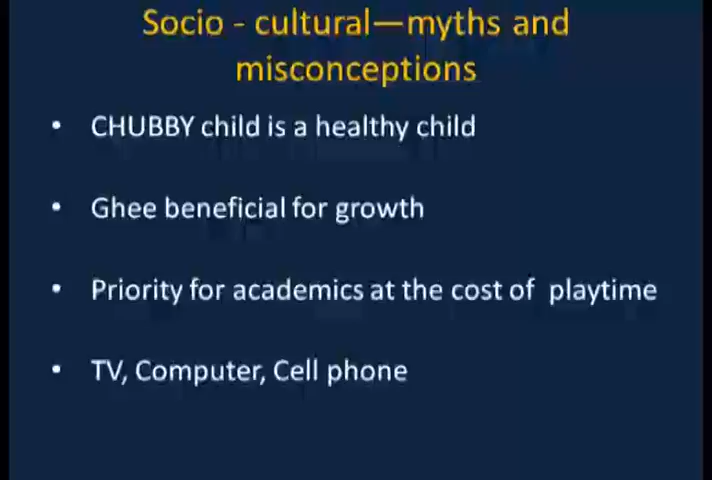 Socio - cultural—myths and
misconceptions
• CHUBBY child is a healthy child
• Ghee beneficial for growth
• Priority for academics at the cost of  playtime
• TV, Computer, Cell phone